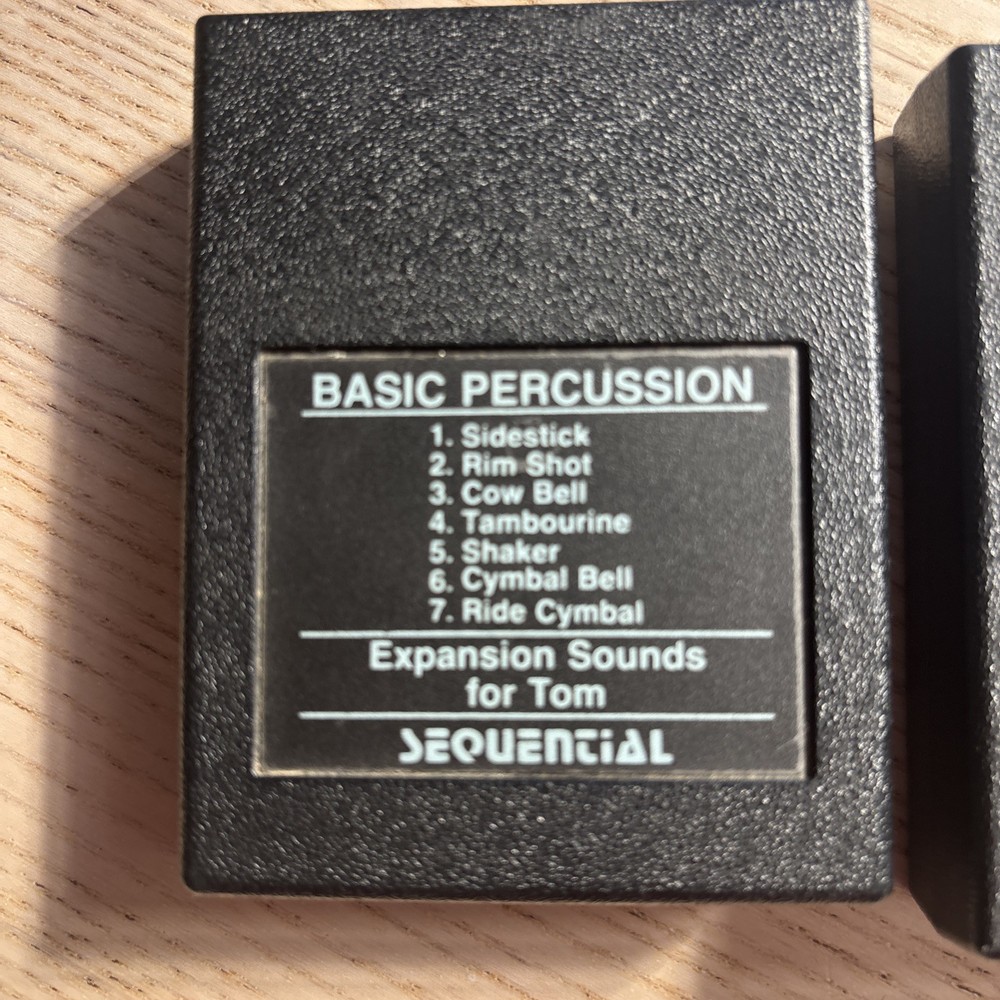 BASIC PERCUSSION
1. Sidestick
2. Rim Shot
3. Cow Bell
4. Tambourine
5. Shaker
6. Cymbal Bell
7. Ride Cymbal
Expansion Sounds
for Tom
SEQUENTIAL